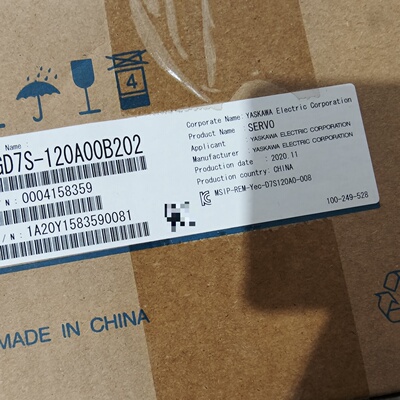 4
Name
GD7S-120A00B202
/N: 0004158359
/N: 1A20Y1583590081
Corporate Name: YASKAWA Electric Corporation
Product Name : SERVO
Applicant : YASKAWA ELECTRIC CORPORATION
Manufacturer : YASKAWA ELECTRIC CORPORATION
Production date : 2020.11
Production country: CHINA
MSIP-REM-Yec-D7S120A0-008
100-249-528
MADE IN CHINA